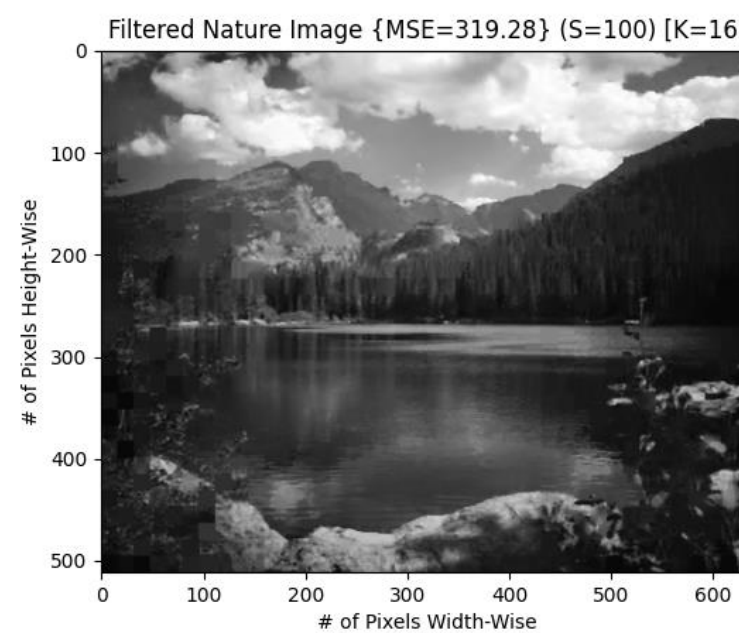 Filtered Nature Image {MSE=319.28} (S=100) [K=16
0
100
200
300
400
500
# of Pixels Height-Wise
0 100 200 300 400 500 600
# of Pixels Width-Wise